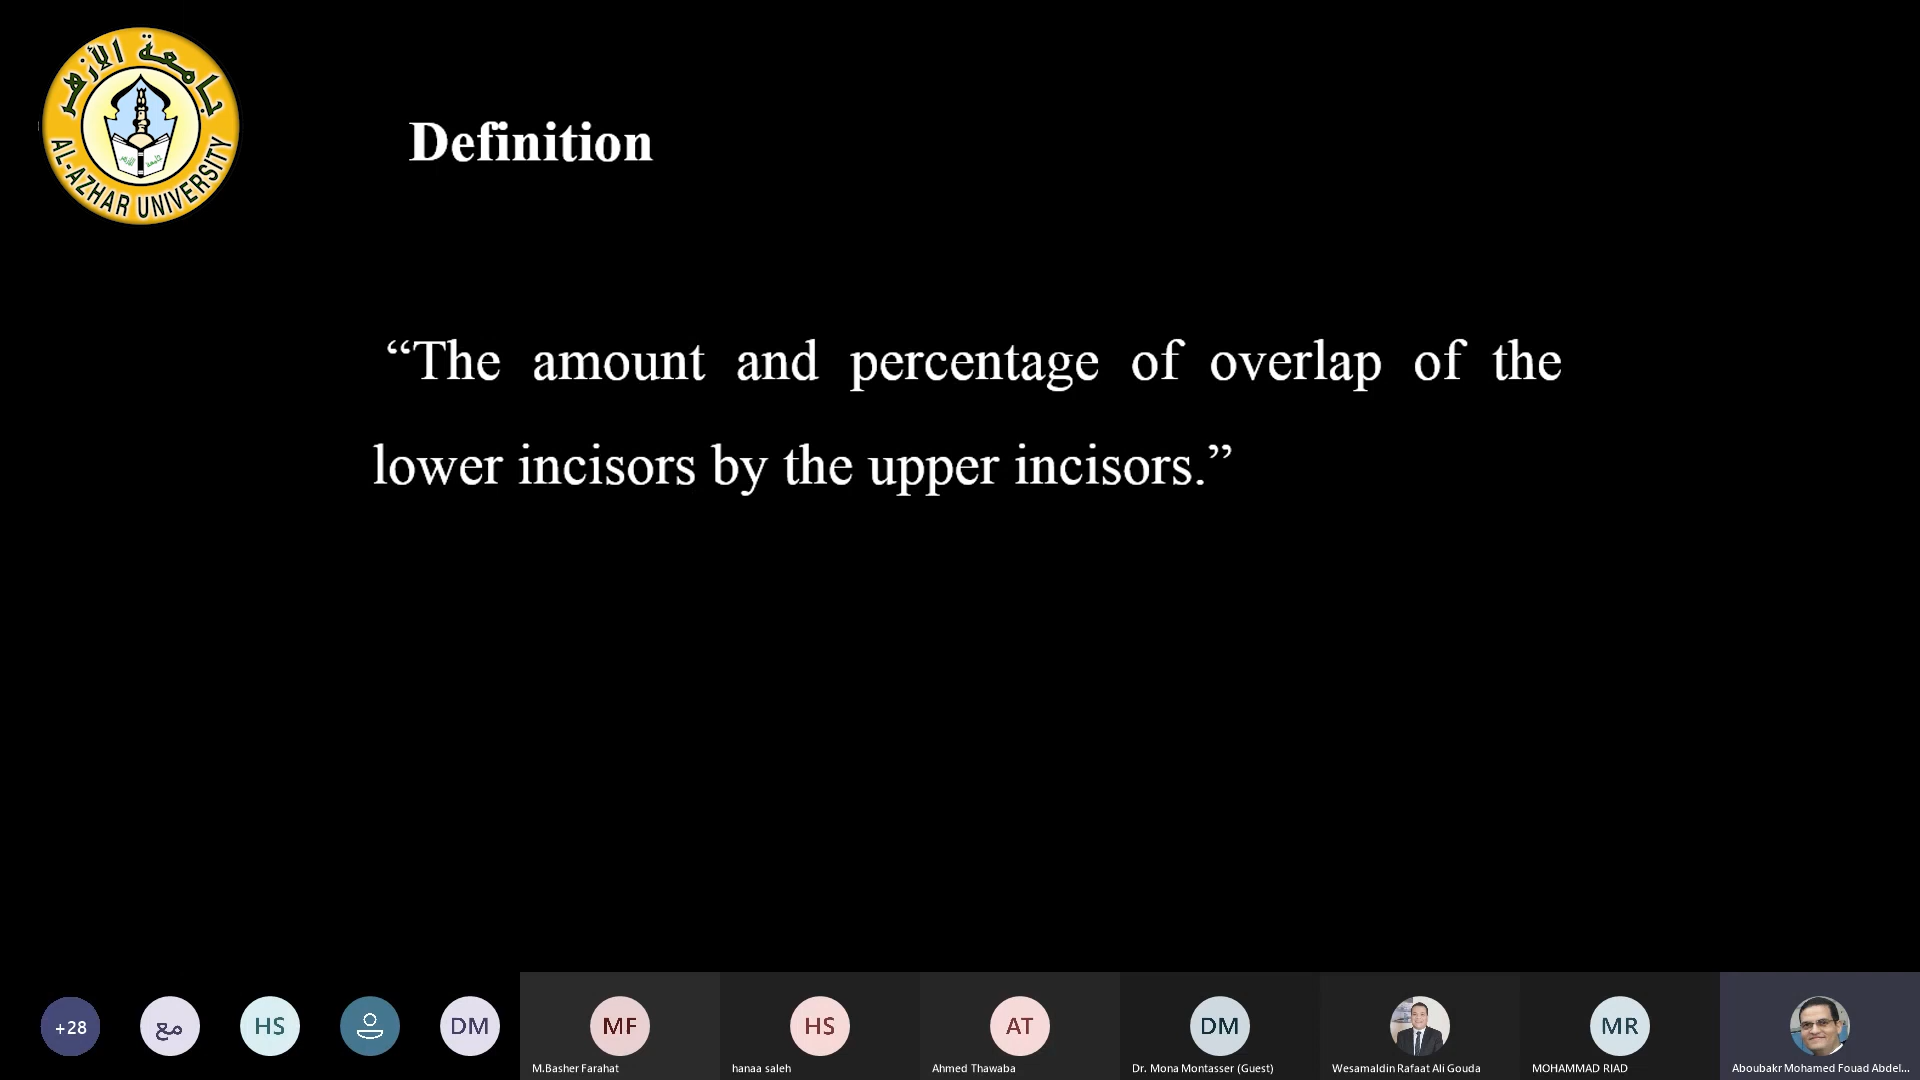 جامعة الأزهر
AL-AZHAR UNIVERSITY
Definition
“The amount and percentage of overlap of the
lower incisors by the upper incisors.”
+28
مع
HS
DM
MF
M.Basher Farahat
HS
hanaa saleh
AT
Ahmed Thawaba
DM
Dr. Mona Montasser (Guest)
Wesamaldin Rafaat Ali Gouda
MR
MOHAMMAD RIAD
Aboubakr Mohamed Fouad Abdel...